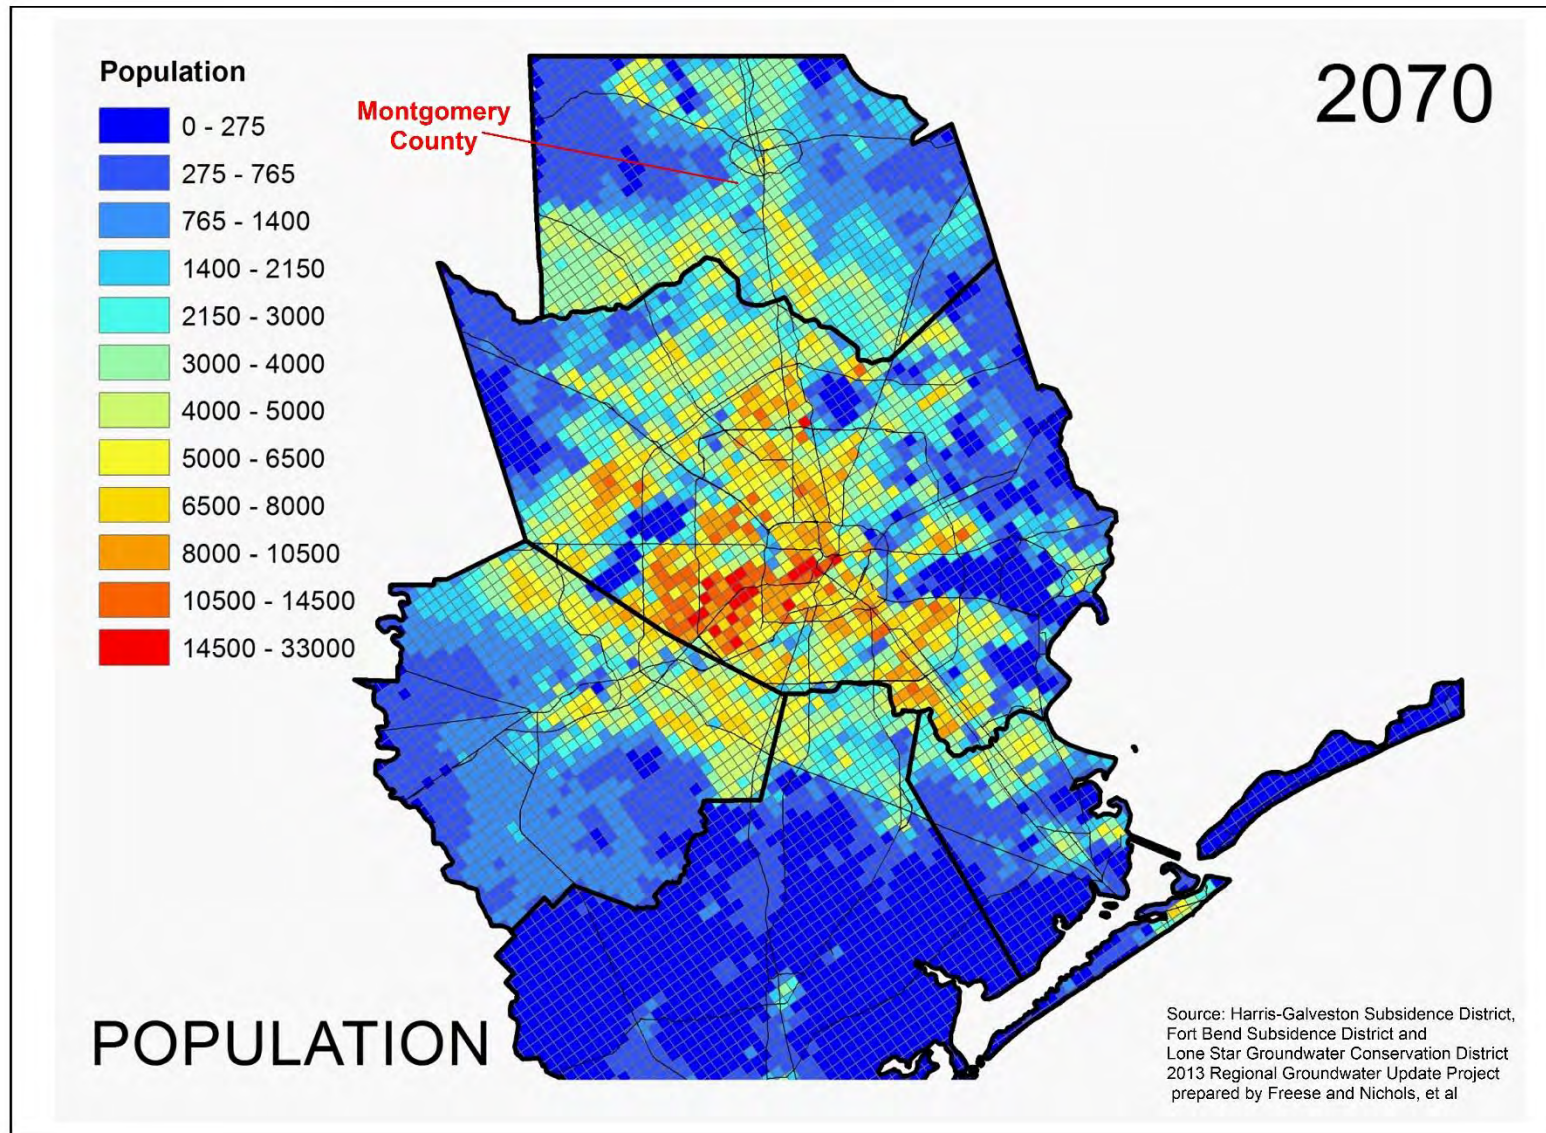 Population
0 - 275
275 - 765
765 - 1400
1400 - 2150
2150 - 3000
3000 - 4000
4000 - 5000
5000 - 6500
6500 - 8000
8000 - 10500
10500 - 14500
14500 - 33000
Montgomery
County
2070
POPULATION
Source: Harris-Galveston Subsidence District,
Fort Bend Subsidence District and
Lone Star Groundwater Conservation District
2013 Regional Groundwater Update Project
prepared by Freese and Nichols, et al